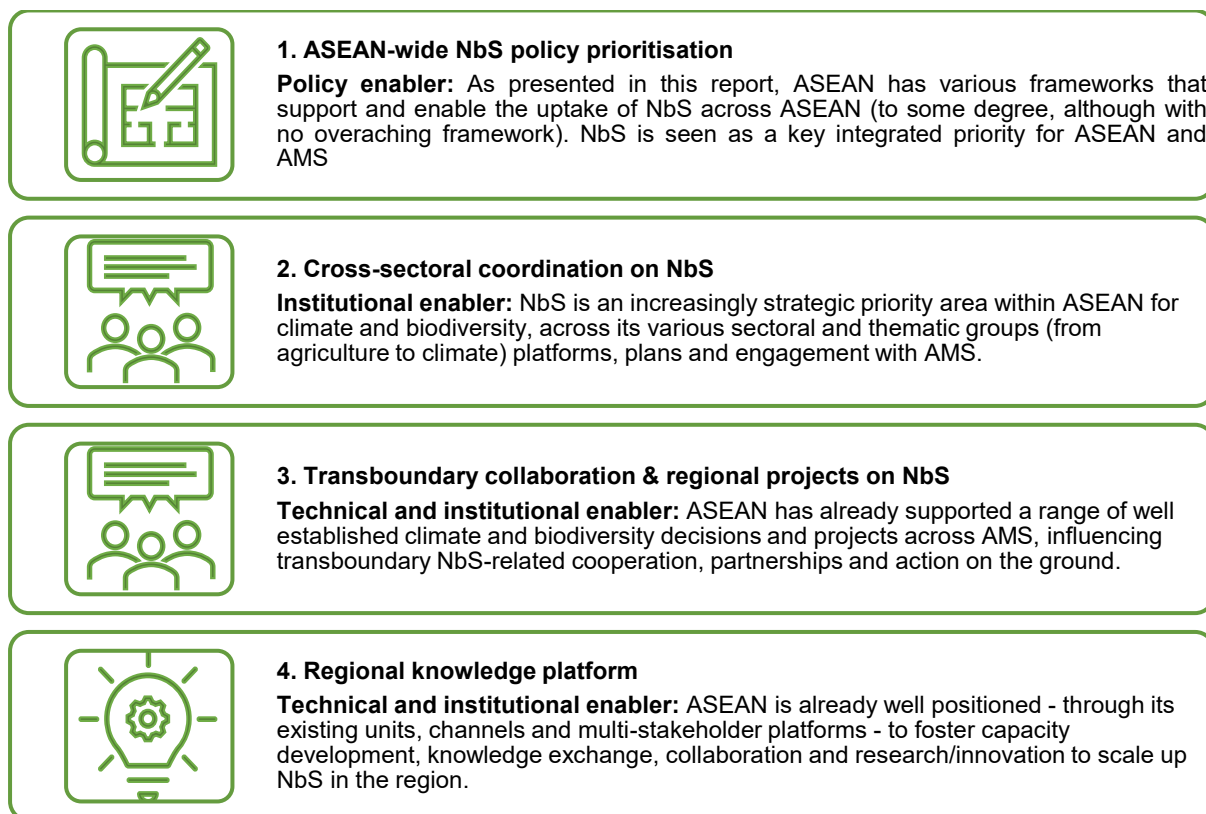 1. ASEAN-wide NbS policy prioritisation
Policy enabler: As presented in this report, ASEAN has various frameworks that
support and enable the uptake of NbS across ASEAN (to some degree, although with
no overaching framework). NbS is seen as a key integrated priority for ASEAN and
AMS
2. Cross-sectoral coordination on NbS
Institutional enabler: NbS is an increasingly strategic priority area within ASEAN for
climate and biodiversity, across its various sectoral and thematic groups (from
agriculture to climate) platforms, plans and engagement with AMS.
3. Transboundary collaboration & regional projects on NbS
Technical and institutional enabler: ASEAN has already supported a range of well
established climate and biodiversity decisions and projects across AMS, influencing
transboundary NbS-related cooperation, partnerships and action on the ground.
4. Regional knowledge platform
Technical and institutional enabler: ASEAN is already well positioned - through its
existing units, channels and multi-stakeholder platforms - to foster capacity
development, knowledge exchange, collaboration and research/innovation to scale up
NbS in the region.